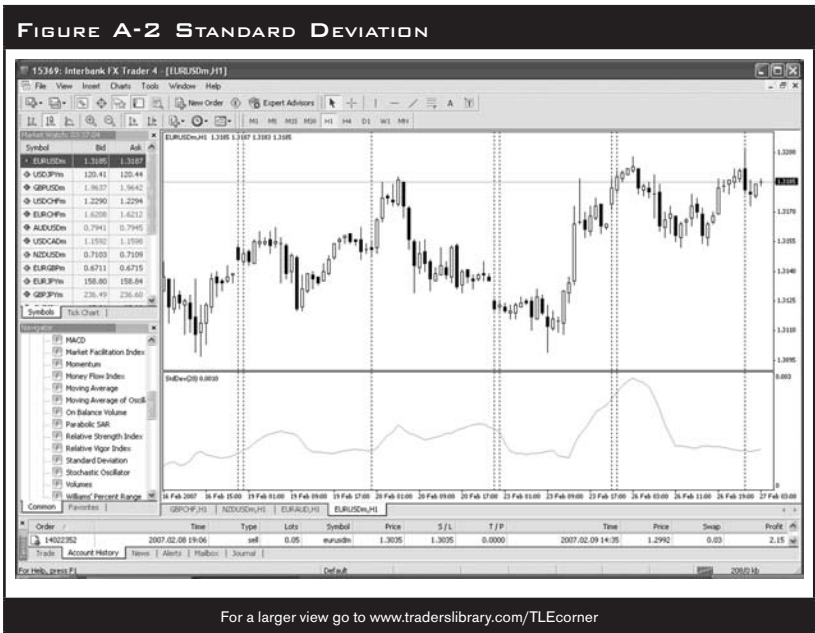 FIGURE A-2 STANDARD DEVIATION
15369: Interbank FX Trader 4 - [EURUSDm,H1]
File View Insert Charts Tools Window Help
New Order Expert Advisors A T
M1 M5 M15 M30 H1 H4 D1 W1 MN
Market Watch: 03:37:04
Symbol Bid Ask
EURUSDm 1.3185 1.3187
USDJPYm 120.41 120.44
GBPUSDm 1.9637 1.9642
USDCHFm 1.2290 1.2294
EURCHFm 1.6208 1.6212
AUDUSDm 0.7941 0.7945
USDCADm 1.1592 1.1598
NZDUSDm 0.7103 0.7109
EURGBPm 0.6711 0.6715
EURJPYm 158.80 158.84
GBPJPYm 236.49 236.60
Symbols Tick Chart
Navigator
MACD
Market Facilitation Index
Momentum
Money Flow Index
Moving Average
Moving Average of Oscill
On Balance Volume
Parabolic SAR
Relative Strength Index
Relative Vigor Index
Standard Deviation
Stochastic Oscillator
Volumes
Williams' Percent Range
Common Favorites
EURUSDm,H1 1.3185 1.3187 1.3183 1.3185
1.3200
1.3185
1.3170
1.3155
1.3140
1.3125
1.3110
1.3095
StdDev(20) 0.0010
0.003
0
16 Feb 2007 16 Feb 15:00 19 Feb 01:00 19 Feb 09:00 19 Feb 17:00 20 Feb 01:00 20 Feb 09:00 20 Feb 17:00 23 Feb 01:00 23 Feb 09:00 23 Feb 17:00 26 Feb 03:00 26 Feb 11:00 26 Feb 19:00 27 Feb 03:00
GBPCHF,H1 NZDUSDm,H1 EURAUD,H1 EURUSDm,H1
Order Time Type Lots Symbol Price S / L T / P Time Price Swap Profit
14022352 2007.02.08 19:06 sell 0.05 eurusdm 1.3035 1.3035 0.0000 2007.02.09 14:35 1.2992 0.03 2.15
Trade Account History News Alerts Mailbox Journal
For Help, press F1 Default 208/0 kb
For a larger view go to www.traderslibrary.com/TLEcorner